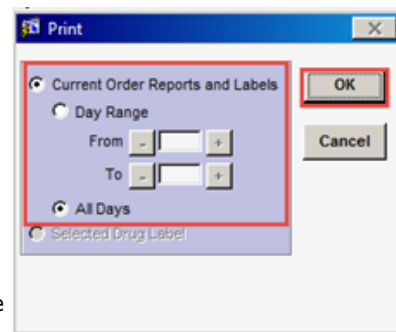 Print
Current Order Reports and Labels
OK
Day Range
From - +
Cancel
To - +
All Days
Selected Drug Label
e